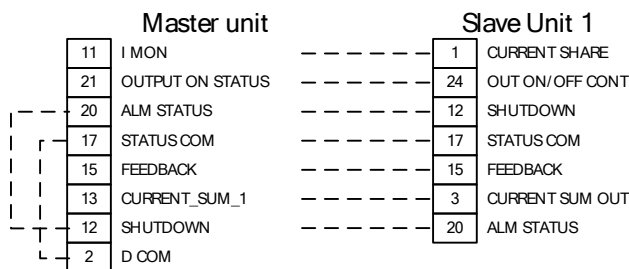 Master unit Slave Unit 1
11 I MON 1 CURRENT SHARE
21 OUTPUT ON STATUS 24 OUT ON/OFF CONT
20 ALM STATUS 12 SHUTDOWN
17 STATUS COM 17 STATUS COM
15 FEEDBACK 15 FEEDBACK
13 CURRENT_SUM_1 3 CURRENT SUM OUT
12 SHUTDOWN 20 ALM STATUS
2 D COM